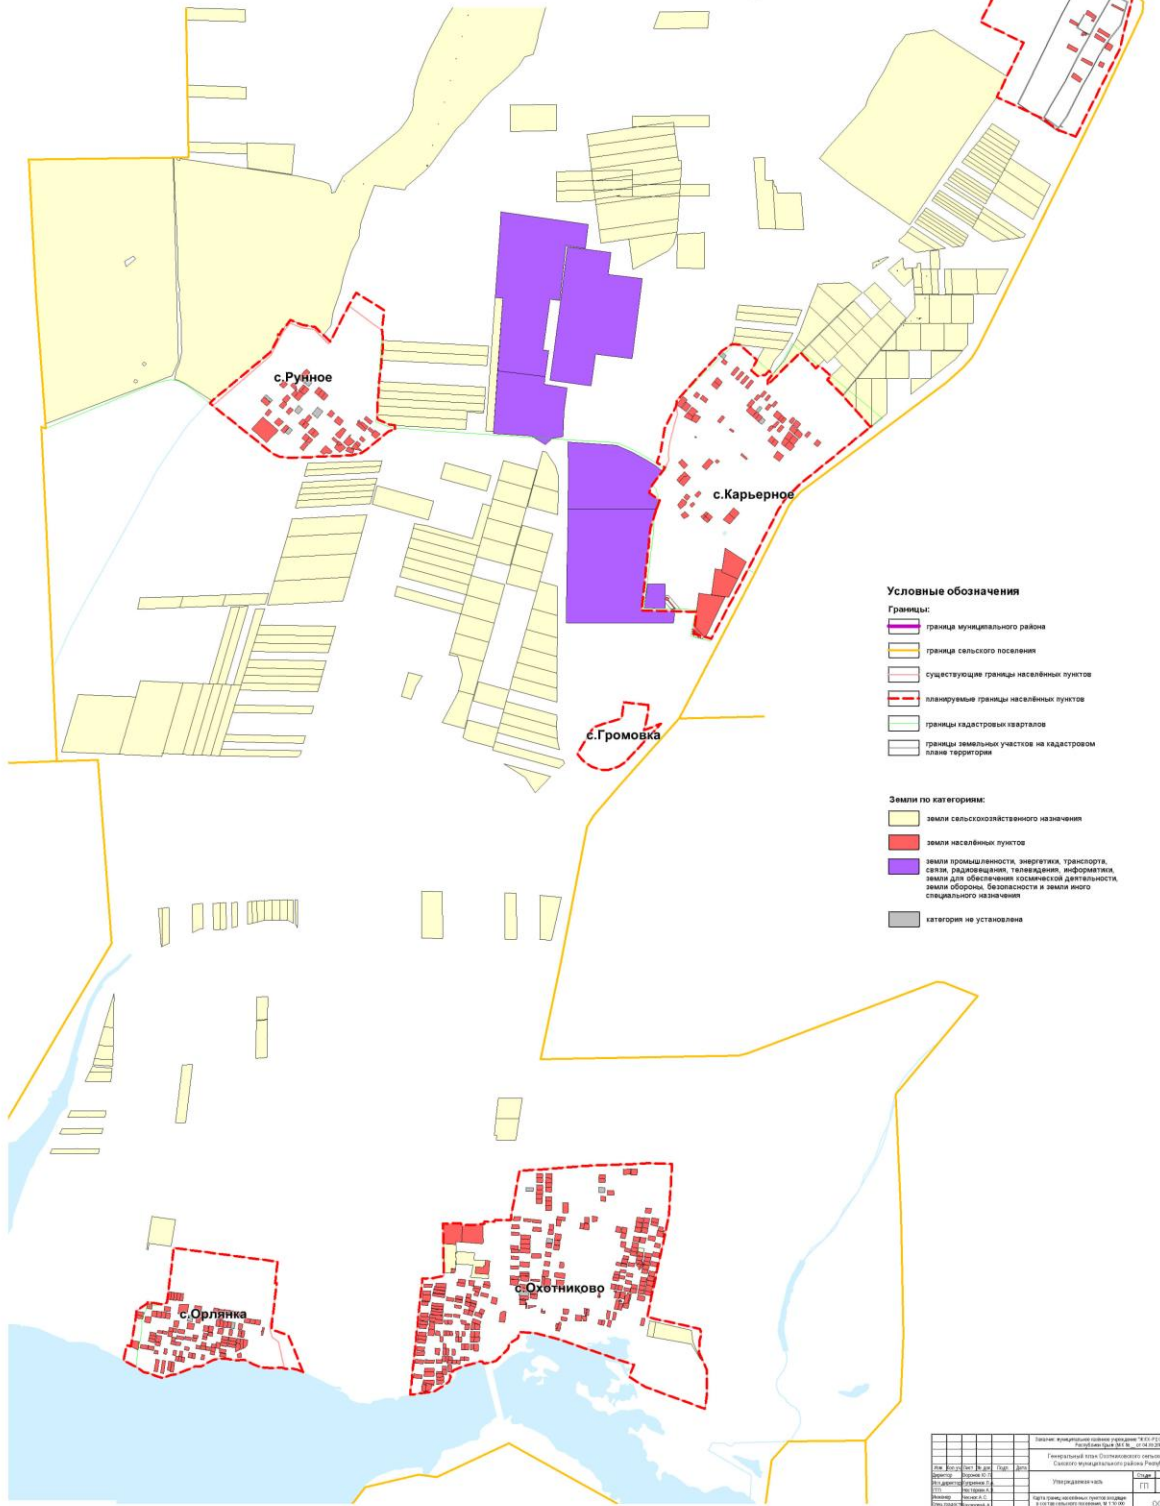 с.Рунное
с.Карьерное
Условные обозначения
Границы:
граница муниципального района
граница сельского поселения
существующие границы населённых пунктов
планируемые границы населённых пунктов
границы кадастровых кварталов
границы земельных участков на кадастровом
плане территории
с.Громовка
Земли по категориям:
земли сельскохозяйственного назначения
земли населённых пунктов
земли промышленности, энергетики, транспорта,
связи, радиовещания, телевидения, информатики,
земли для обеспечения космической деятельности,
земли обороны, безопасности и земли иного
специального назначения
категория не установлена
с.Охотниково
с.Орлянка
Утверждаемая часть
ГП